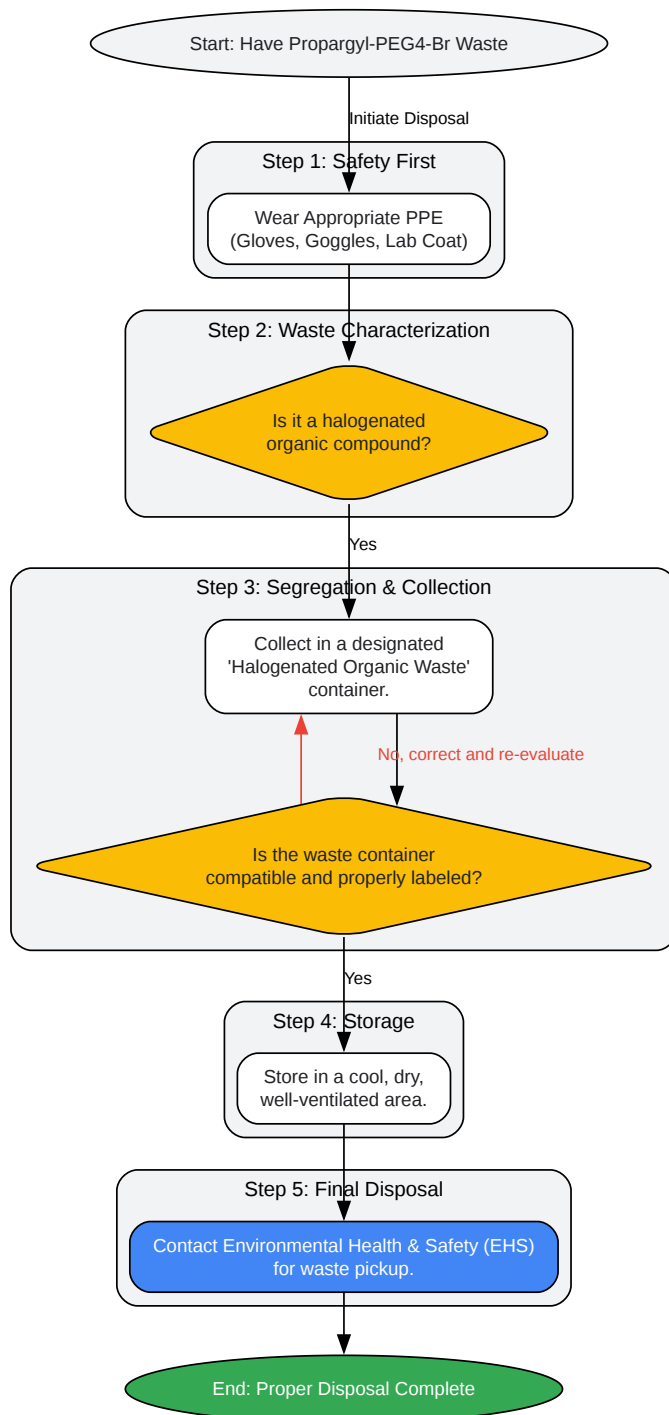 Start: Have Propargyl-PEG4-Br Waste
Initiate Disposal
Step 1: Safety First
Wear Appropriate PPE
(Gloves, Goggles, Lab Coat)
Step 2: Waste Characterization
Is it a halogenated
organic compound?
Yes
Step 3: Segregation & Collection
Collect in a designated
'Halogenated Organic Waste'
container.
No, correct and re-evaluate
Is the waste container
compatible and properly labeled?
Yes
Step 4: Storage
Store in a cool, dry,
well-ventilated area.
Step 5: Final Disposal
Contact Environmental Health & Safety (EHS)
for waste pickup.
End: Proper Disposal Complete